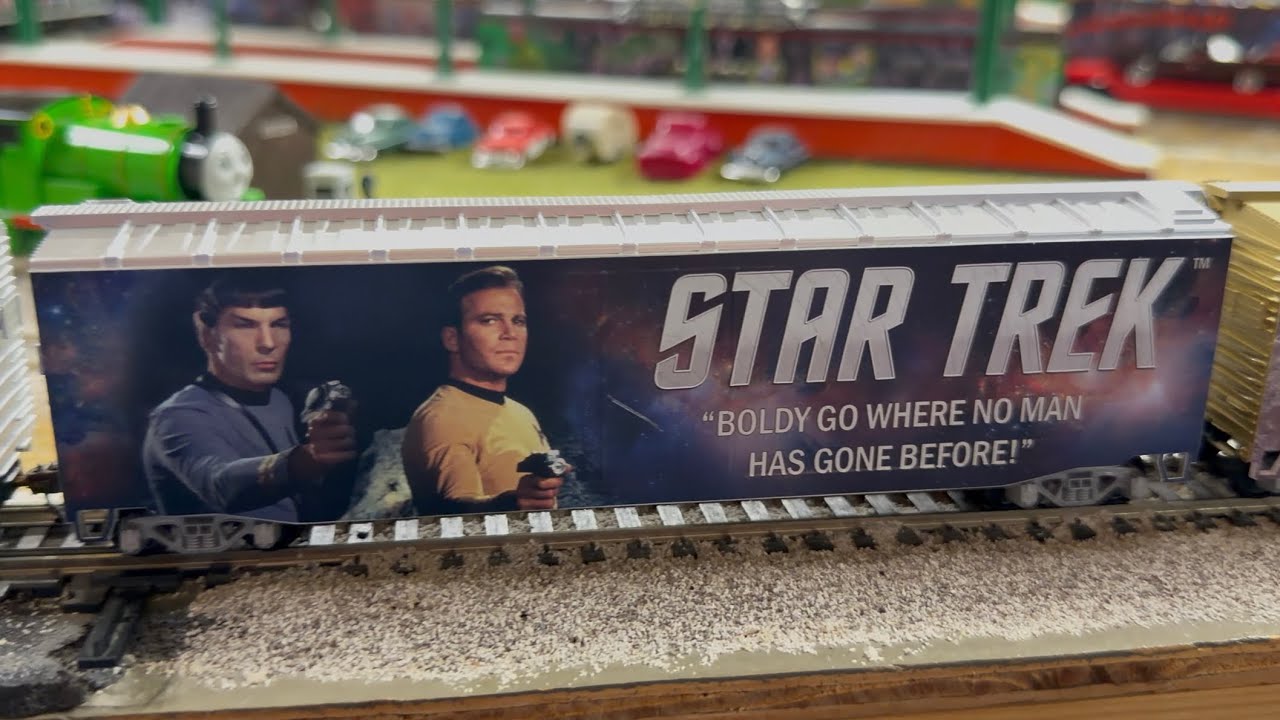 STAR TREK™
“BOLDY GO WHERE NO MAN
HAS GONE BEFORE!”